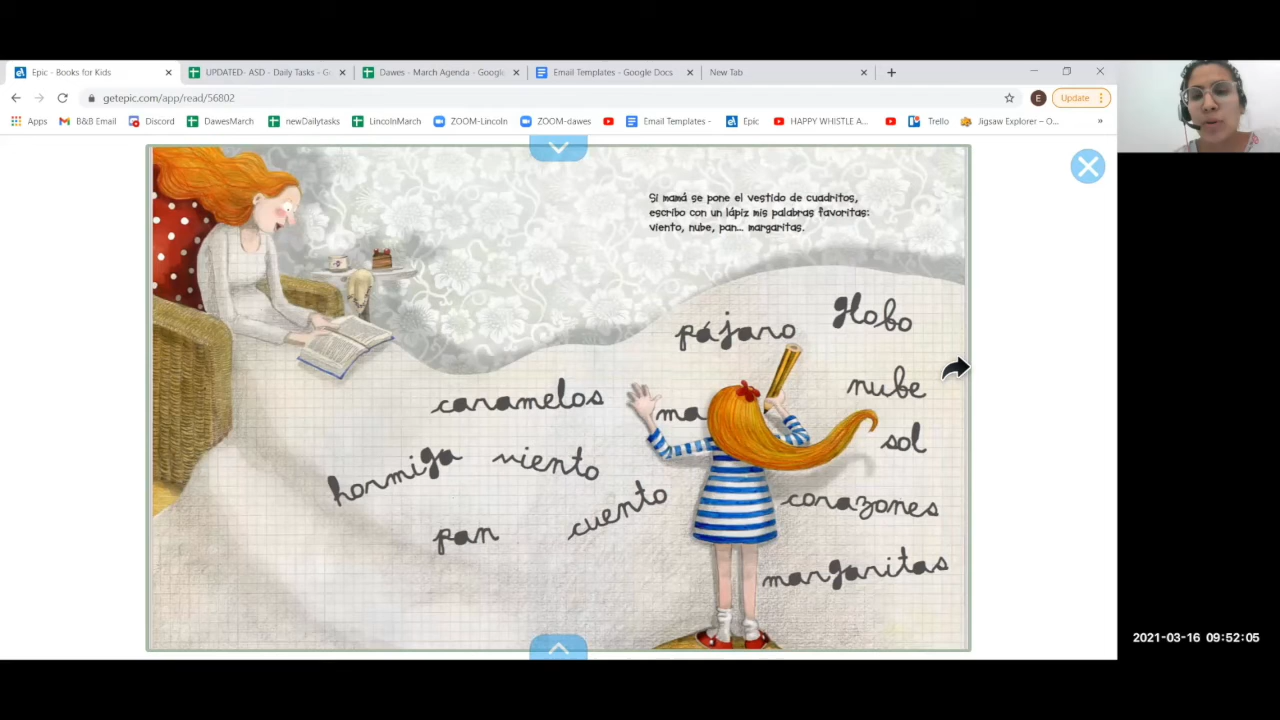 Epic - Books for Kids
UPDATED- ASD - Daily Tasks - G
Dawes - March Agenda - Google
Email Templates - Google Docs
New Tab
getepic.com/app/read/56802
E
Update
Apps
B&B Email
Discord
DawesMarch
newDailytasks
LincolnMarch
ZOOM-Lincoln
ZOOM-dawes
Email Templates -
Epic
HAPPY WHISTLE A...
Trello
Jigsaw Explorer – O...
»
Si mamá se pone el vestido de cuadritos,
escribo con un lápiz mis palabras favoritas:
viento, nube, pan... margaritas.
globo
pájaro
nube
caramelos
ma
sol
hormiga
viento
cuento
corazones
pan
margaritas
2021-03-16 09:52:05